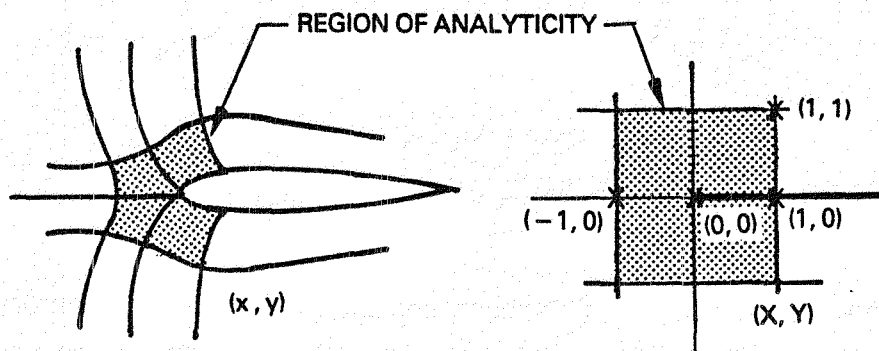 REGION OF ANALYTICITY
(1, 1)
(−1, 0)
(0, 0)
(1, 0)
(x, y)
(X, Y)